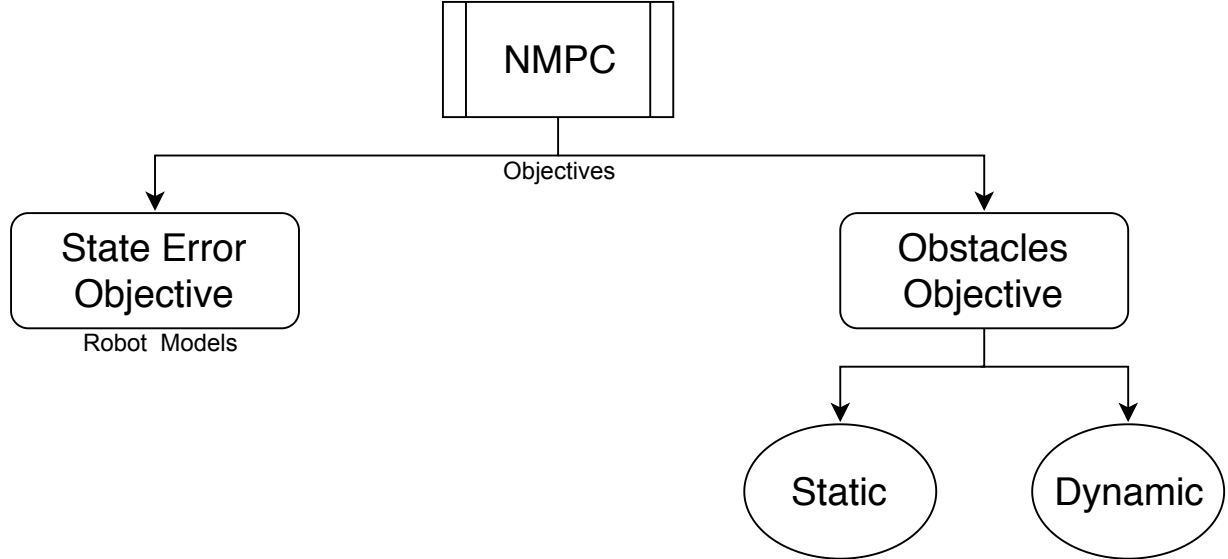 NMPC
Objectives
State Error
Objective
Robot Models
Obstacles
Objective
Static
Dynamic